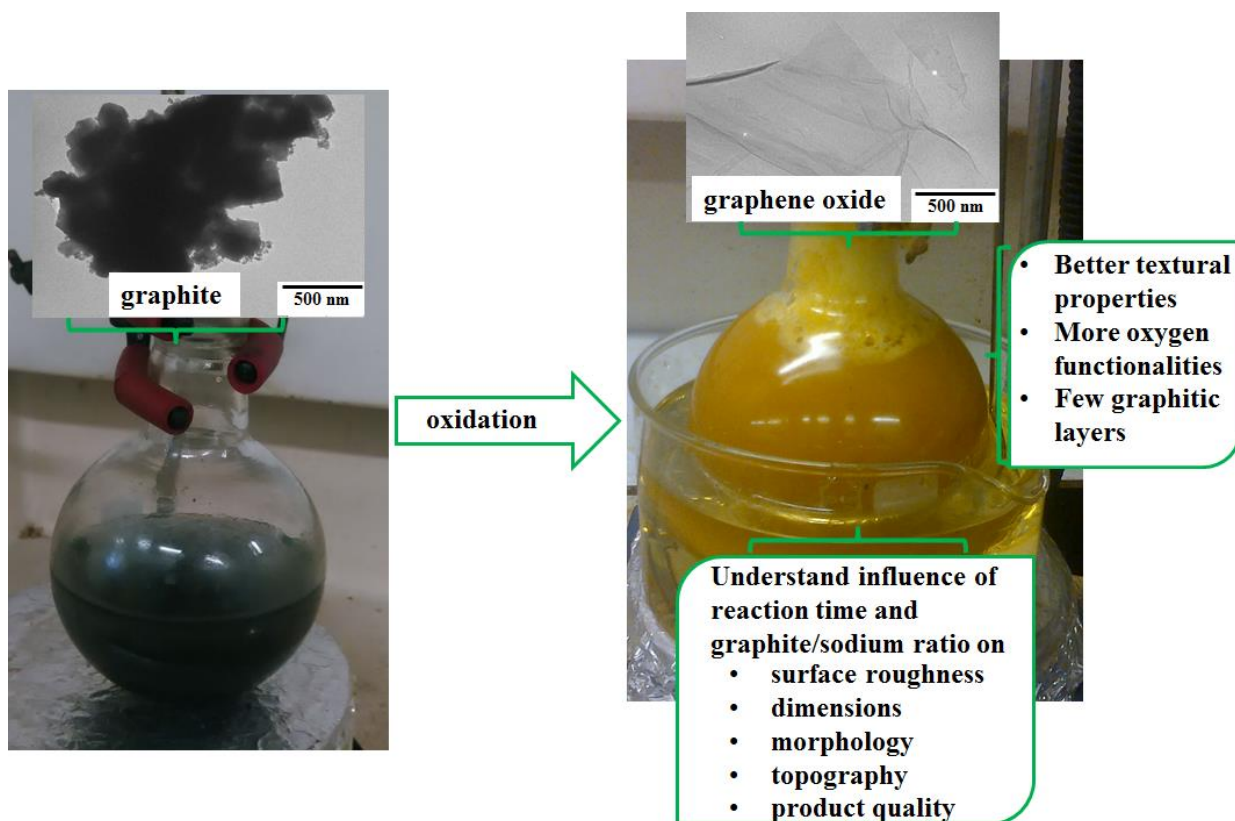 graphite
500 nm
oxidation
graphene oxide
500 nm
• Better textural
properties
• More oxygen
functionalities
• Few graphitic
layers
Understand influence of
reaction time and
graphite/sodium ratio on
• surface roughness
• dimensions
• morphology
• topography
• product quality